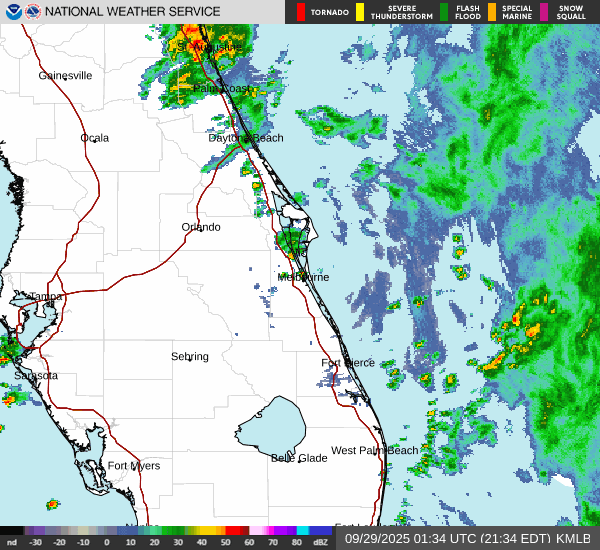 NATIONAL WEATHER SERVICE
TORNADO
SEVERE THUNDERSTORM
FLASH FLOOD
SPECIAL MARINE
SNOW SQUALL
St. Augustine
Gainesville
Palm Coast
Ocala
Daytona Beach
Orlando
Melbourne
Tampa
Sebring
Fort Pierce
Sarasota
West Palm Beach
Belle Glade
Fort Myers
nd -30 -20 -10 0 10 20 30 40 50 60 70 80 dBZ
09/29/2025 01:34 UTC (21:34 EDT) KMLB